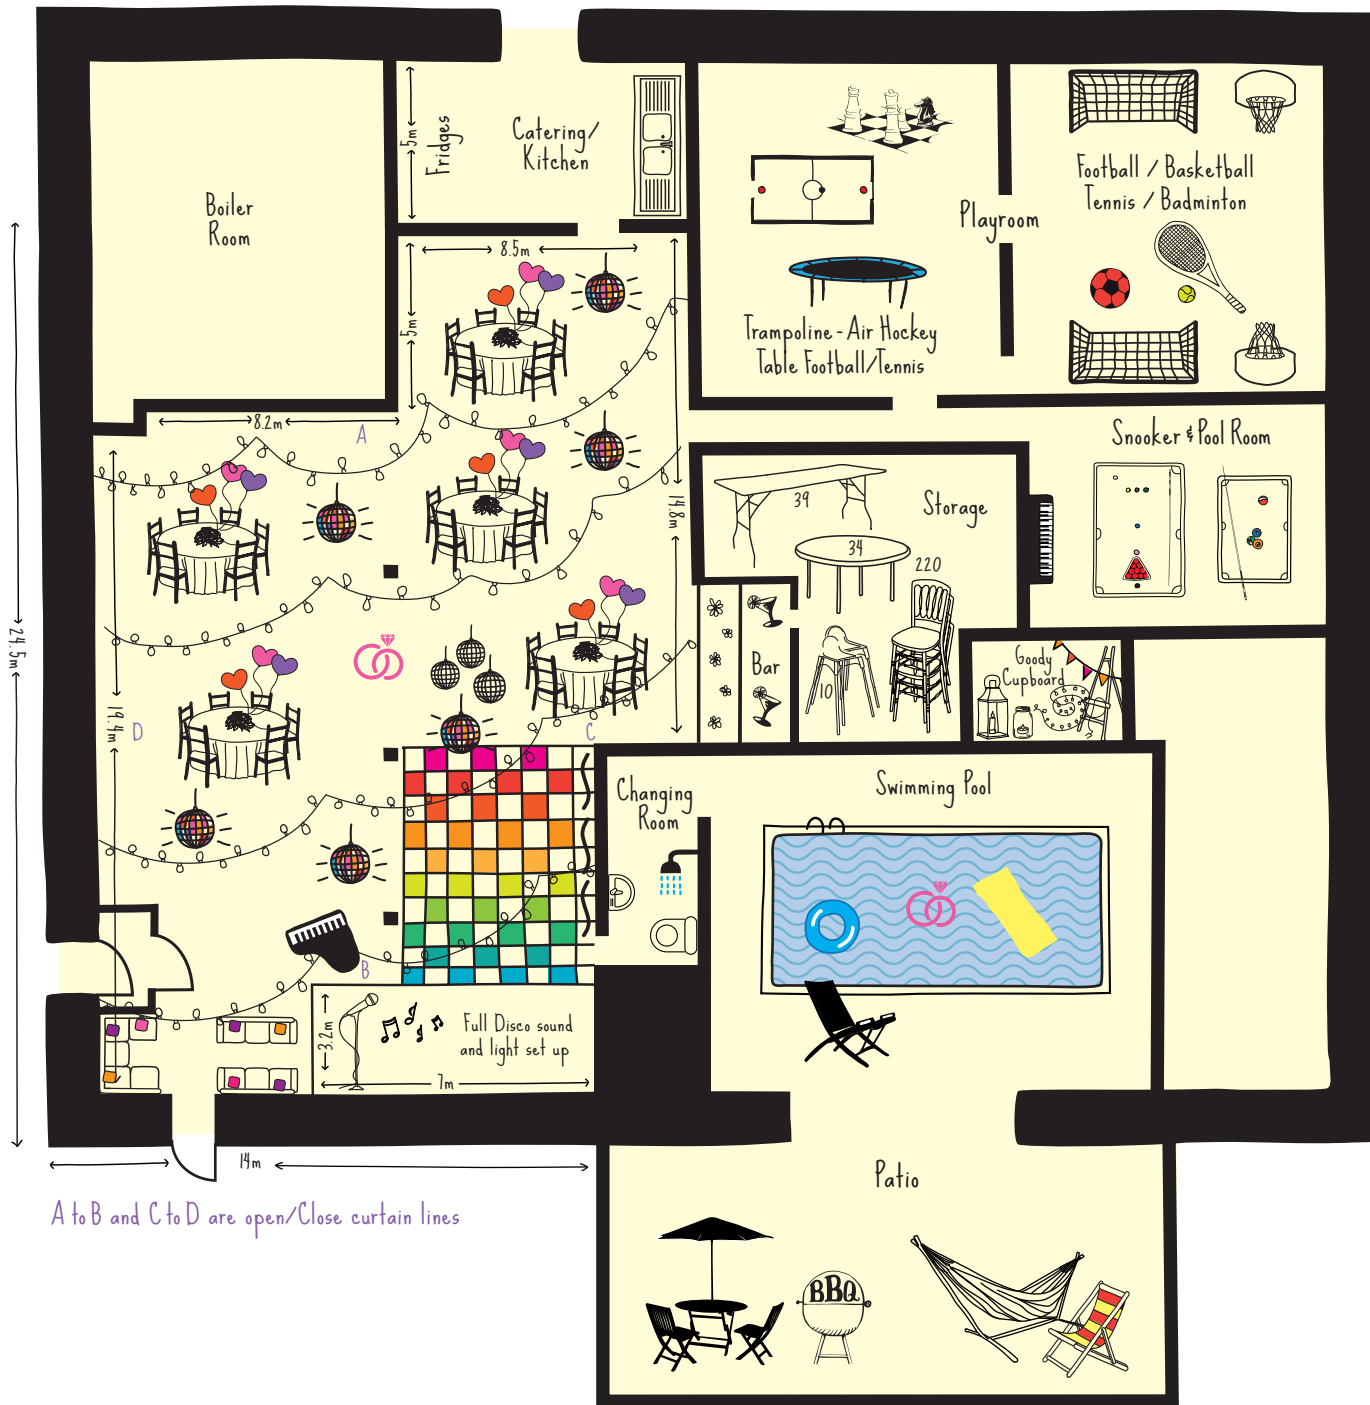 Boiler
Room
5m
Fridges
Catering/
Kitchen
Playroom
Football / Basketball
Tennis / Badminton
Trampoline-Air Hockey
Table Football/Tennis
8.5m
5m
8.2m
A
14.8m
24.5m
19.4m
D
C
B
39
Storage
34
220
10
Bar
Snooker & Pool Room
Goody
Cupboard
Changing
Room
Swimming Pool
3.2m
Full Disco sound
and light set up
7m
14m
A to B and C to D are open/Close curtain lines
Patio
BBQ